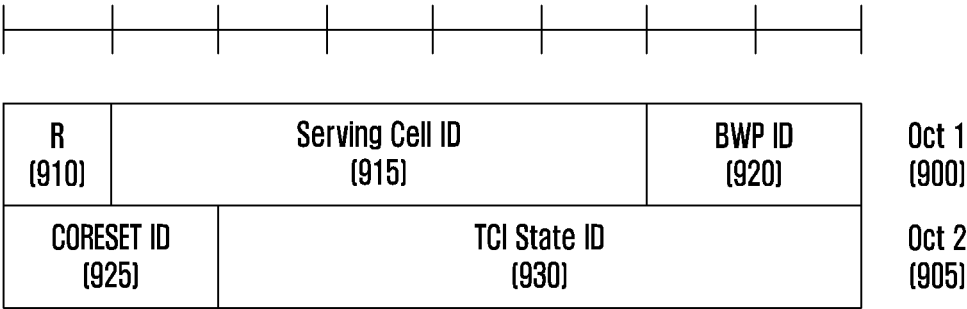 R
(910)
Serving Cell ID
(915)
BWP ID
(920)
Oct 1
(900)
CORESET ID
(925)
TCI State ID
(930)
Oct 2
(905)